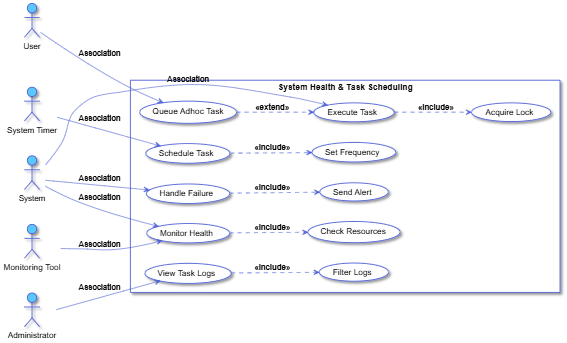 User
Association
Association
System Health & Task Scheduling
Queue Adhoc Task
«extend»
Execute Task
«include»
Acquire Lock
System Timer
Association
Schedule Task
«include»
Set Frequency
System
Association
Handle Failure
«include»
Send Alert
Association
Monitor Health
«include»
Check Resources
Monitoring Tool
Association
View Task Logs
«include»
Filter Logs
Administrator
Association